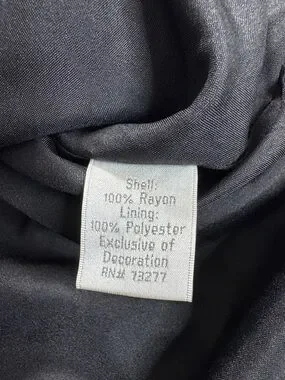 Shell:
100% Rayon
Lining:
100% Polyester
Exclusive of
Decoration
RN# 73277